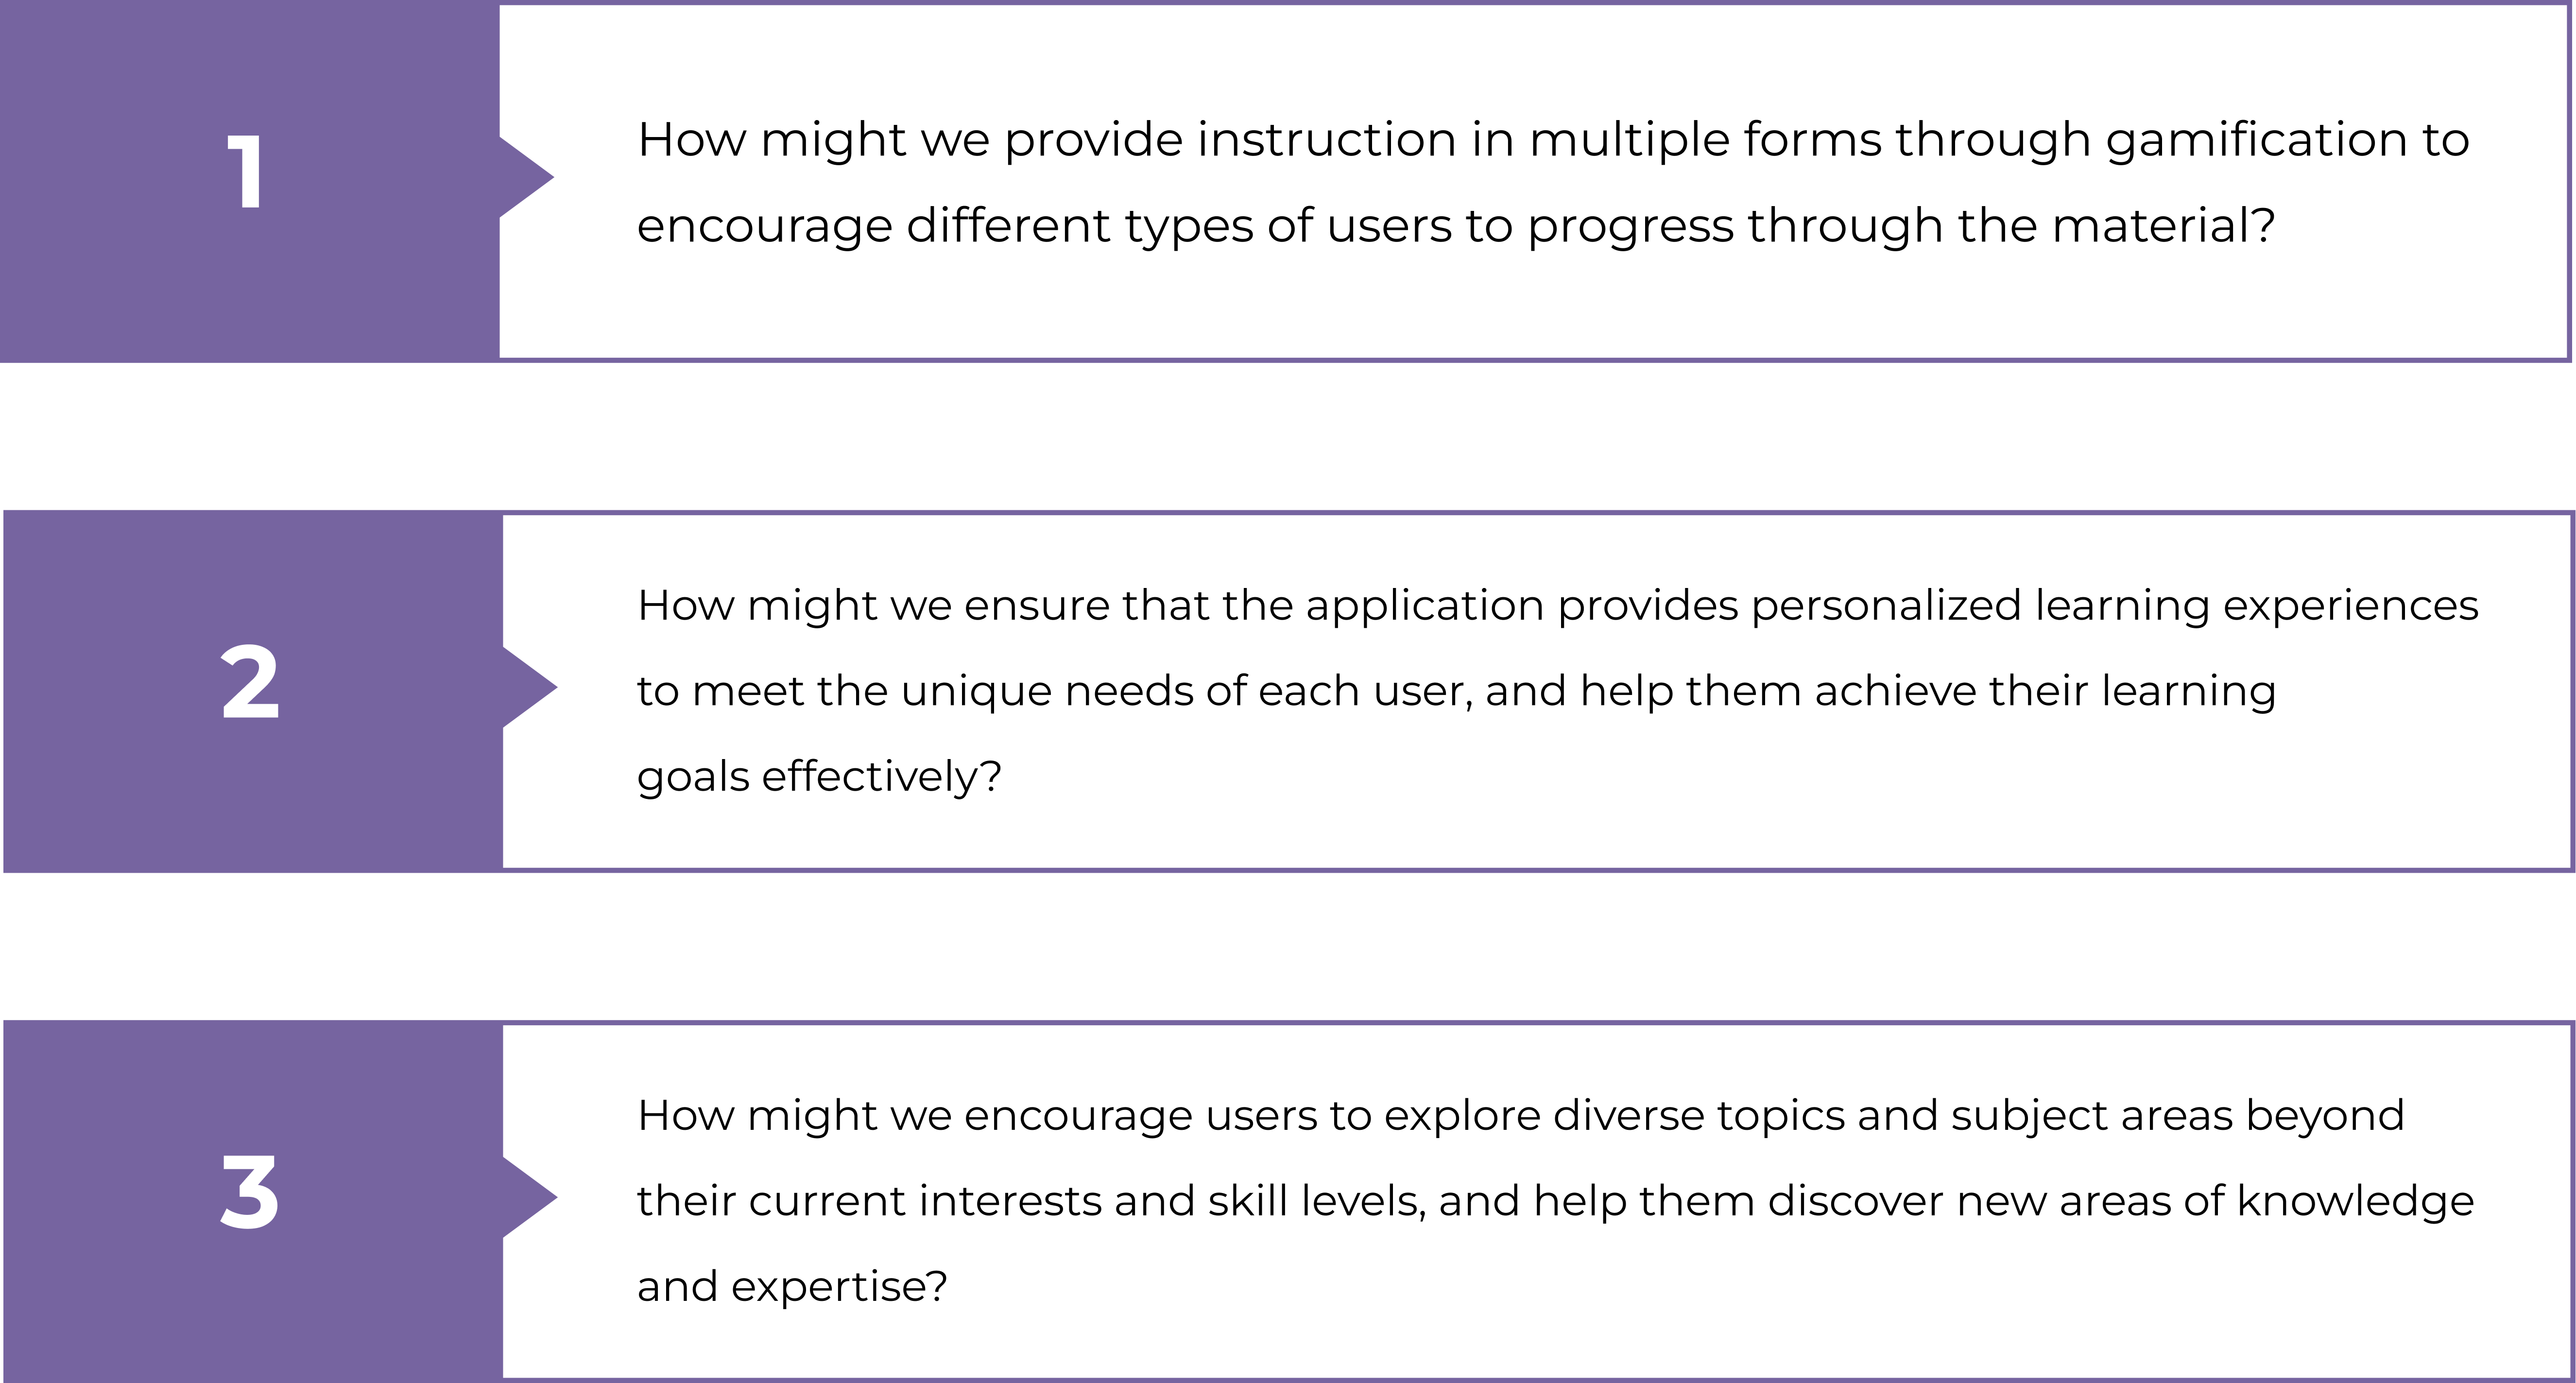 1
How might we provide instruction in multiple forms through gamification to
encourage different types of users to progress through the material?
2
How might we ensure that the application provides personalized learning experiences
to meet the unique needs of each user, and help them achieve their learning
goals effectively?
3
How might we encourage users to explore diverse topics and subject areas beyond
their current interests and skill levels, and help them discover new areas of knowledge
and expertise?